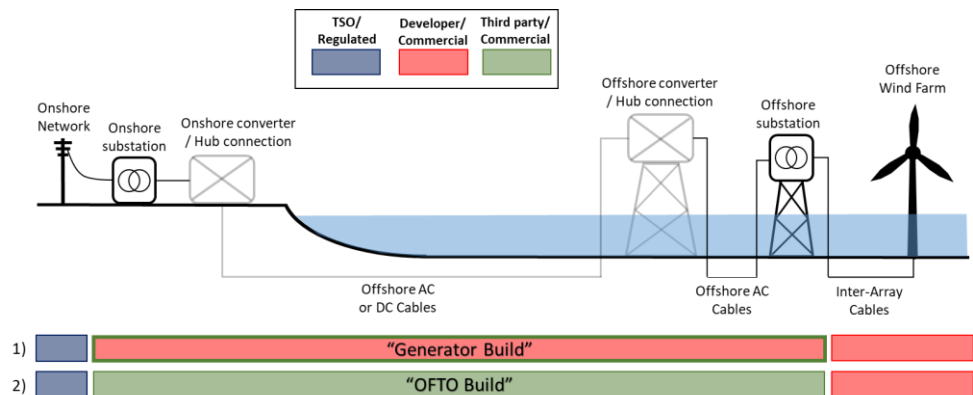 TSO/
Regulated
Developer/
Commercial
Third party/
Commercial
Onshore
Network
Onshore
substation
Onshore converter
/ Hub connection
Offshore converter
/ Hub connection
Offshore
substation
Offshore
Wind Farm
Offshore AC
or DC Cables
Offshore AC
Cables
Inter-Array
Cables
1)
“Generator Build”
2)
“OFTO Build”